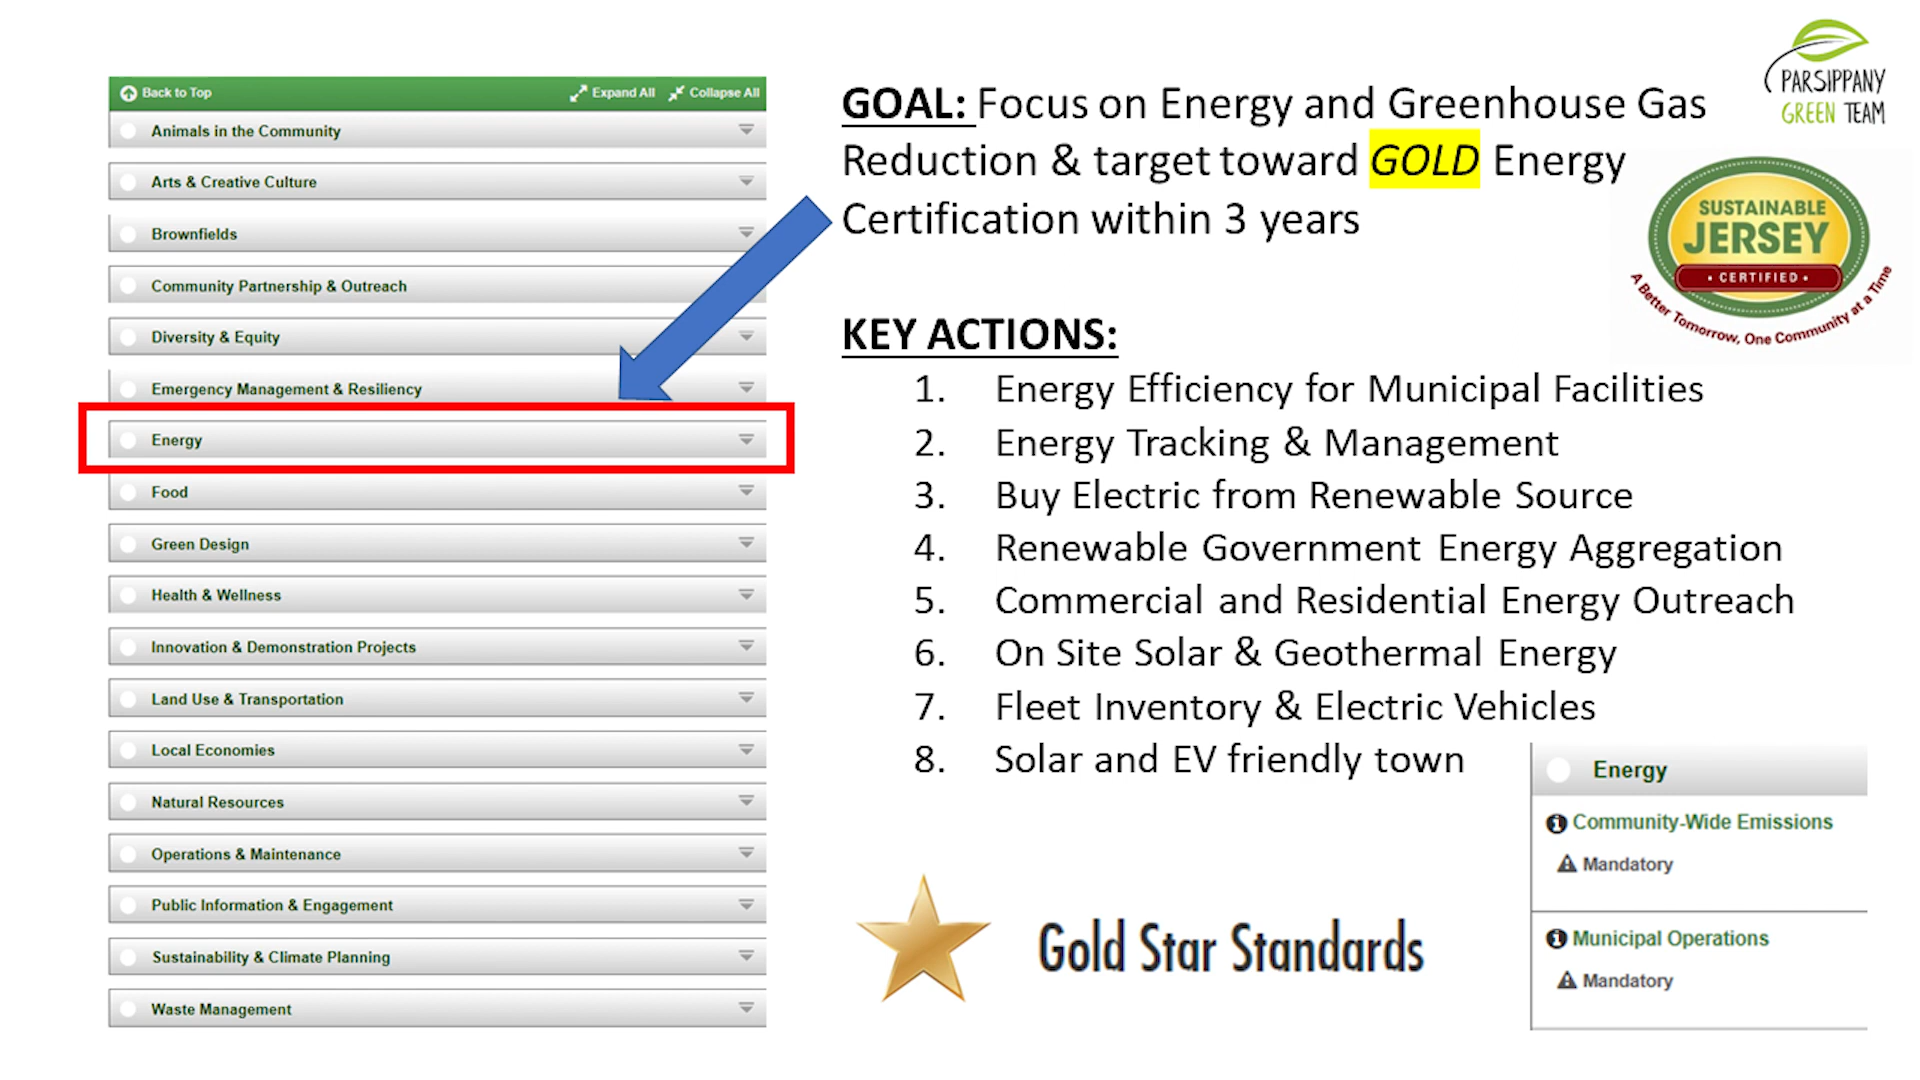 Back to Top
Expand All
Collapse All
Animals in the Community
Arts & Creative Culture
Brownfields
Community Partnership & Outreach
Diversity & Equity
Emergency Management & Resiliency
Energy
Food
Green Design
Health & Wellness
Innovation & Demonstration Projects
Land Use & Transportation
Local Economies
Natural Resources
Operations & Maintenance
Public Information & Engagement
Sustainability & Climate Planning
Waste Management
GOAL: Focus on Energy and Greenhouse Gas
Reduction & target toward GOLD Energy
Certification within 3 years
KEY ACTIONS:
1. Energy Efficiency for Municipal Facilities
2. Energy Tracking & Management
3. Buy Electric from Renewable Source
4. Renewable Government Energy Aggregation
5. Commercial and Residential Energy Outreach
6. On Site Solar & Geothermal Energy
7. Fleet Inventory & Electric Vehicles
8. Solar and EV friendly town
Gold Star Standards
PARSIPPANY
GREEN TEAM
SUSTAINABLE
JERSEY
• CERTIFIED •
A Better Tomorrow, One Community at a Time
Energy
Community-Wide Emissions
Mandatory
Municipal Operations
Mandatory